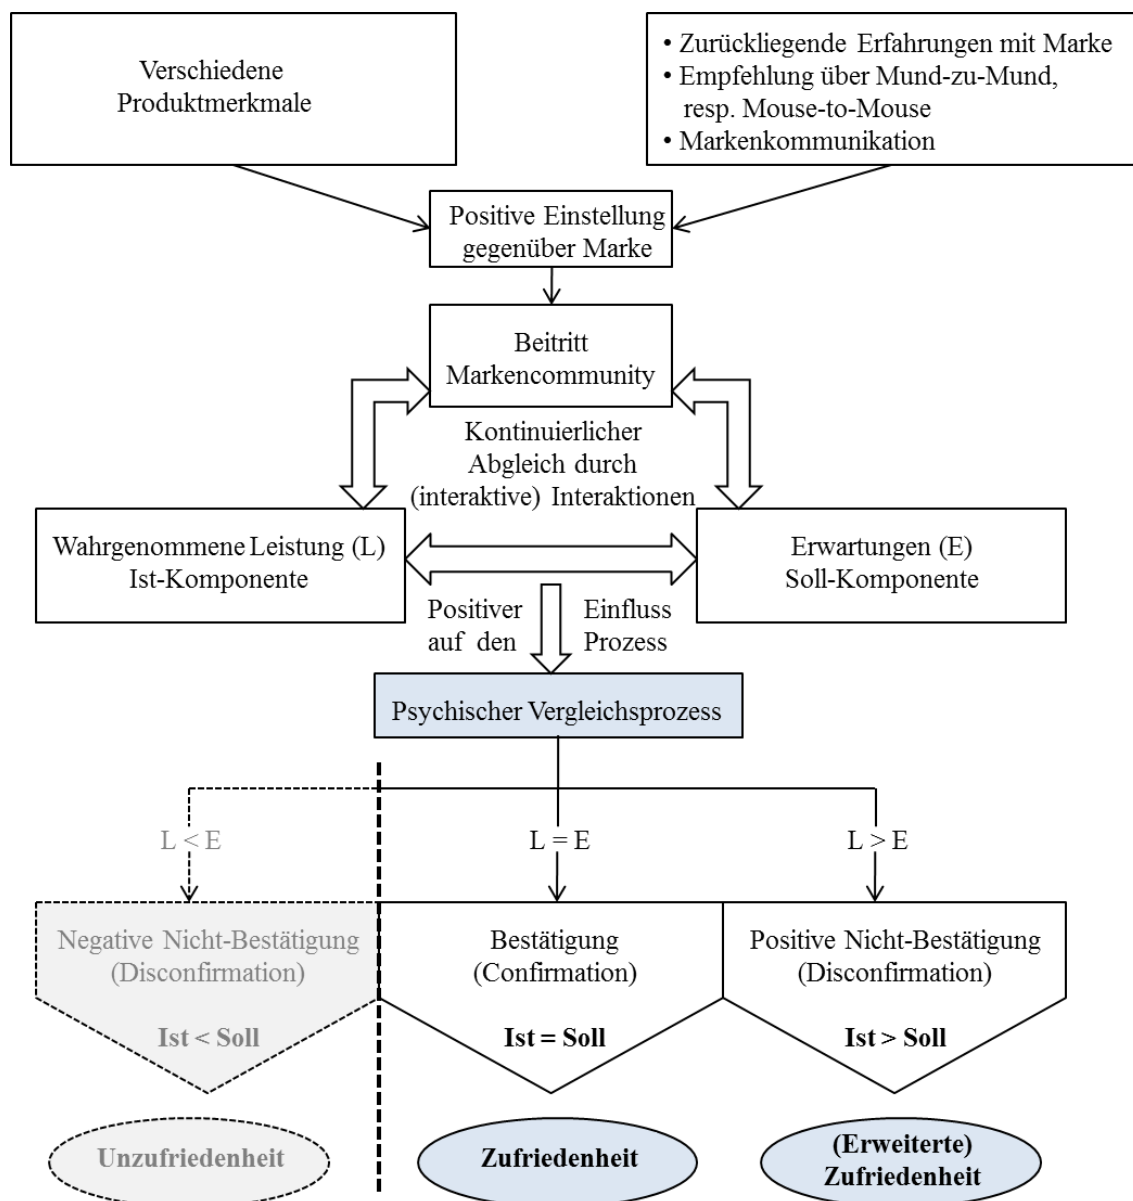 Verschiedene
Produktmerkmale
• Zurückliegende Erfahrungen mit Marke
• Empfehlung über Mund-zu-Mund,
resp. Mouse-to-Mouse
• Markenkommunikation
Positive Einstellung
gegenüber Marke
Beitritt
Markencommunity
Kontinuierlicher
Abgleich durch
(interaktive) Interaktionen
Wahrgenommene Leistung (L)
Ist-Komponente
Erwartungen (E)
Soll-Komponente
Positiver Einfluss
auf den Prozess
Psychischer Vergleichsprozess
L < E
L = E
L > E
Negative Nicht-Bestätigung
(Disconfirmation)
Ist < Soll
Bestätigung
(Confirmation)
Ist = Soll
Positive Nicht-Bestätigung
(Disconfirmation)
Ist > Soll
Unzufriedenheit
Zufriedenheit
(Erweiterte)
Zufriedenheit